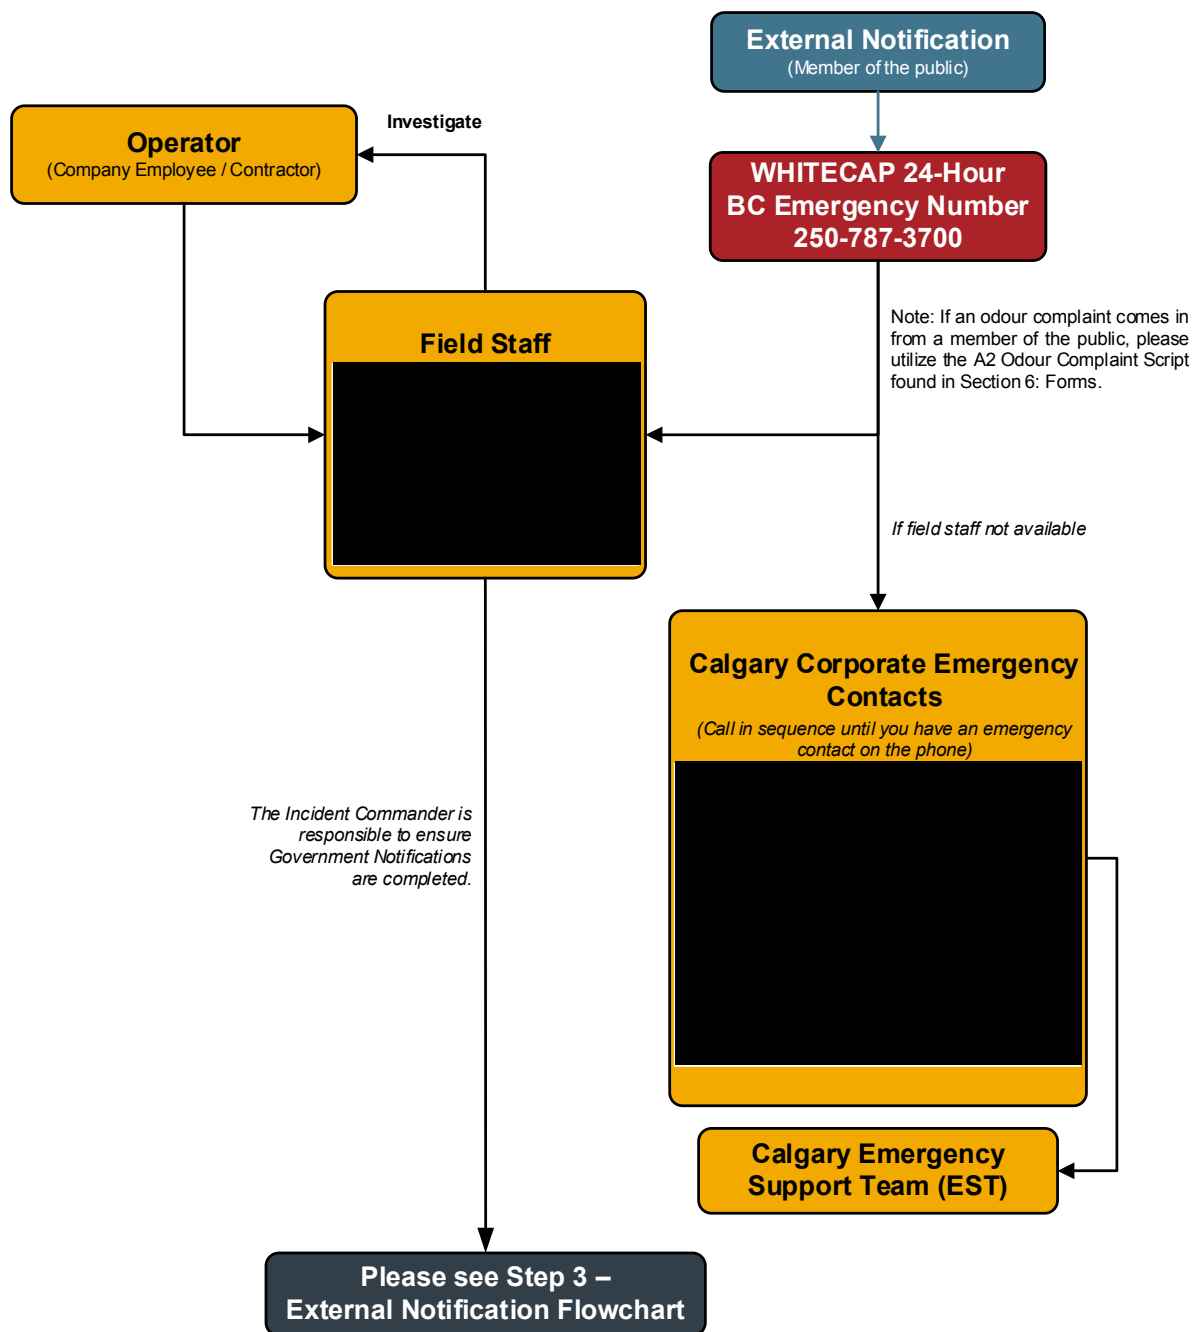 External Notification
(Member of the public)
Operator
(Company Employee / Contractor)
Investigate
WHITECAP 24-Hour
BC Emergency Number
250-787-3700
Note: If an odour complaint comes in
from a member of the public, please
utilize the A2 Odour Complaint Script
found in Section 6: Forms.
Field Staff
If field staff not available
Calgary Corporate Emergency
Contacts
(Call in sequence until you have an emergency
contact on the phone)
The Incident Commander is
responsible to ensure
Government Notifications
are completed.
Calgary Emergency
Support Team (EST)
Please see Step 3 –
External Notification Flowchart